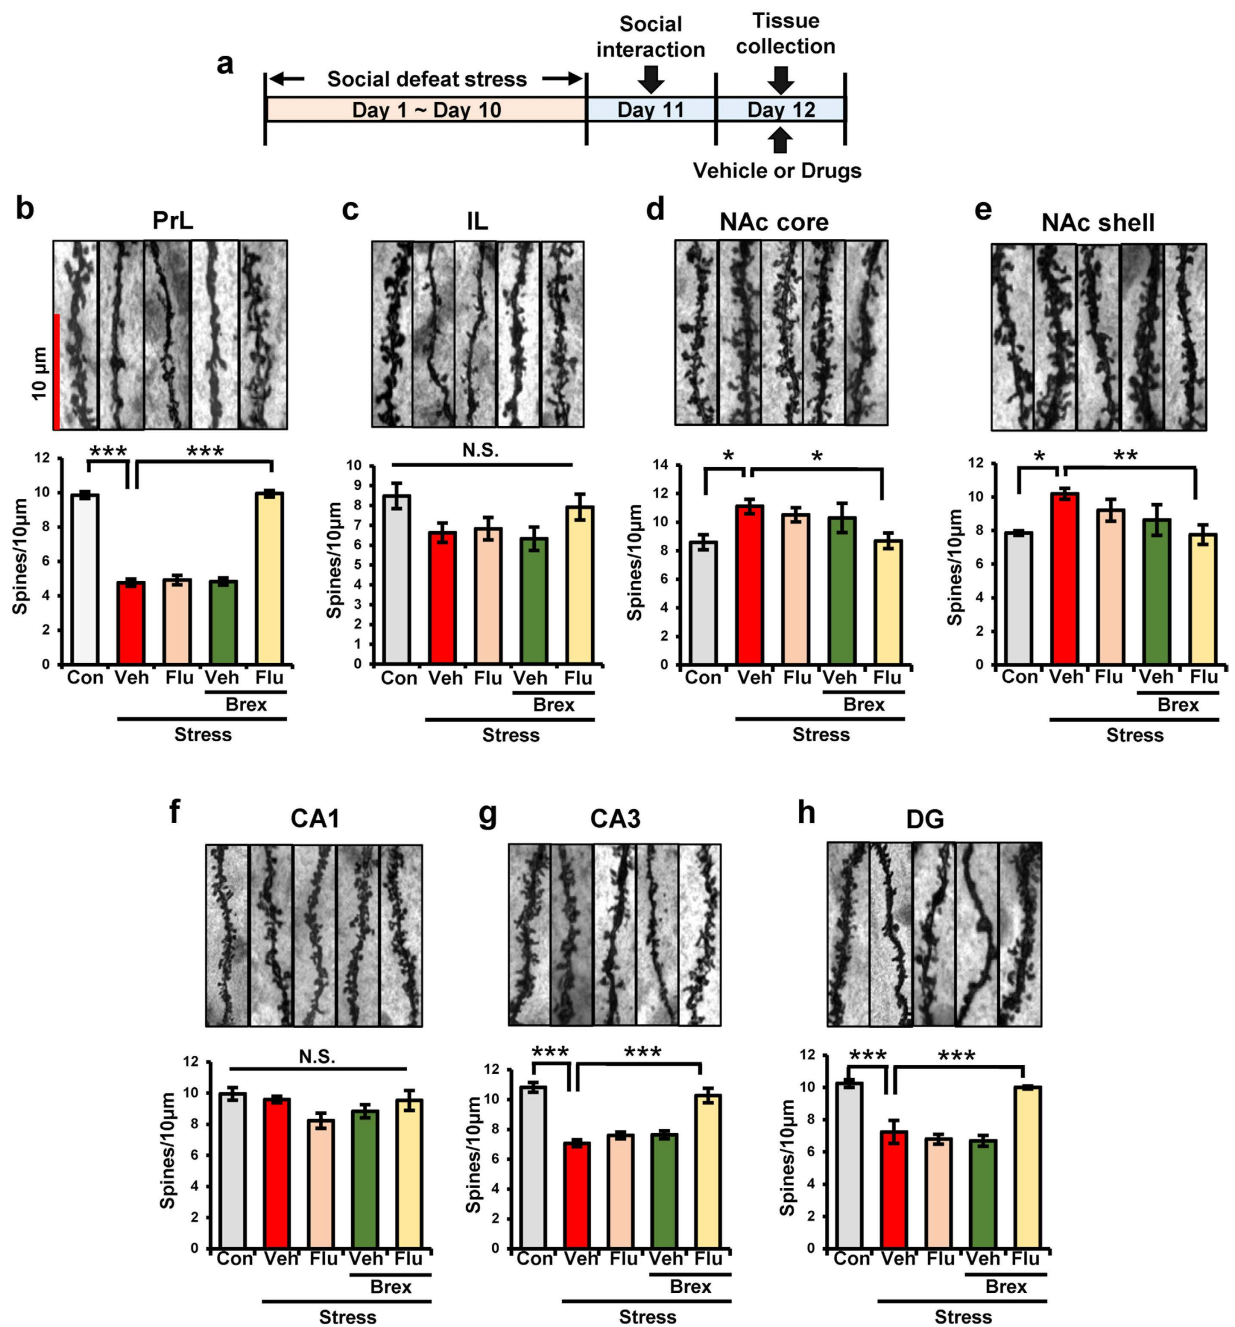 a
Social
interaction
Tissue
collection
Social defeat stress
Day 1 ~ Day 10
Day 11
Day 12
Vehicle or Drugs
b
PrL
10 µm
***
***
Spines/10µm
12
10
8
6
4
2
0
Con Veh Flu Veh Flu
Brex
Stress
c
IL
N.S.
Spines/10µm
10
9
8
7
6
5
4
3
2
1
0
Con Veh Flu Veh Flu
Brex
Stress
d
NAc core
*
*
Spines/10µm
14
12
10
8
6
4
2
0
Con Veh Flu Veh Flu
Brex
Stress
e
NAc shell
*
**
Spines/10µm
12
10
8
6
4
2
0
Con Veh Flu Veh Flu
Brex
Stress
f
CA1
N.S.
Spines/10µm
12
10
8
6
4
2
0
Con Veh Flu Veh Flu
Brex
Stress
g
CA3
***
***
Spines/10µm
12
10
8
6
4
2
0
Con Veh Flu Veh Flu
Brex
Stress
h
DG
***
***
Spines/10µm
12
10
8
6
4
2
0
Con Veh Flu Veh Flu
Brex
Stress